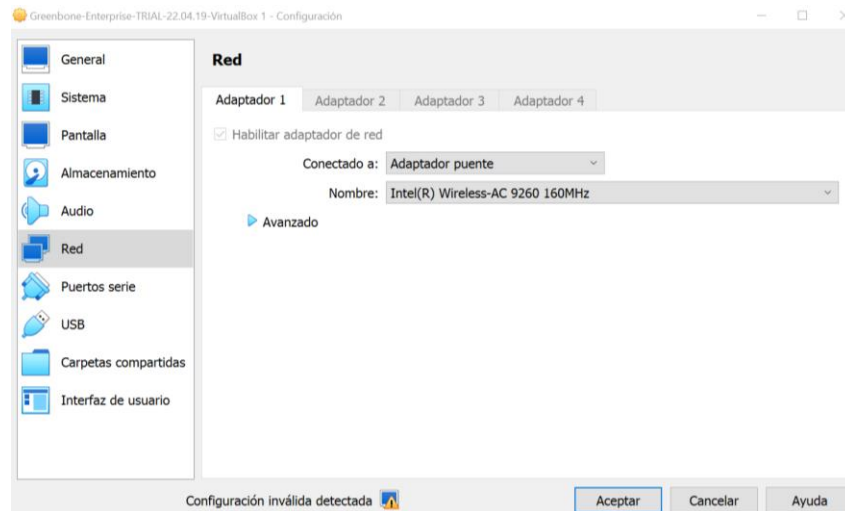 Greenbone-Enterprise-TRIAL-22.04.19-VirtualBox 1 - Configuración
General
Sistema
Pantalla
Almacenamiento
Audio
Red
Puertos serie
USB
Carpetas compartidas
Interfaz de usuario
Red
Adaptador 1 Adaptador 2 Adaptador 3 Adaptador 4
Habilitar adaptador de red
Conectado a: Adaptador puente
Nombre: Intel(R) Wireless-AC 9260 160MHz
Avanzado
Configuración inválida detectada
Aceptar Cancelar Ayuda